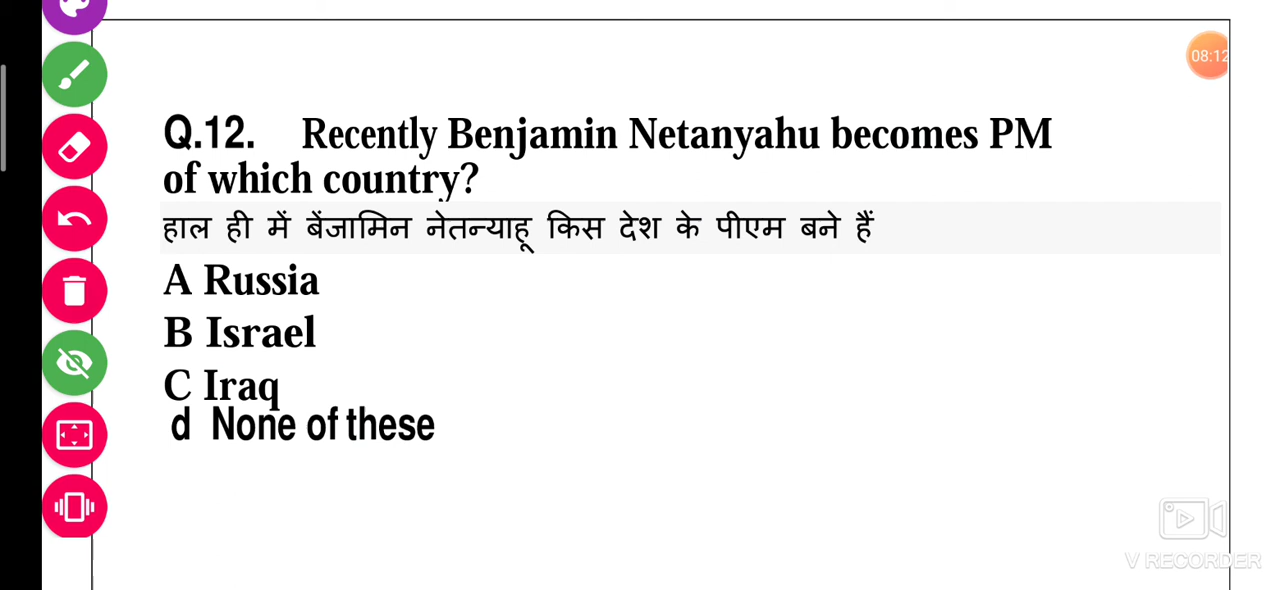 08:12
Q.12. Recently Benjamin Netanyahu becomes PM
of which country?
हाल ही में बेंजामिन नेतन्याहू किस देश के पीएम बने हैं
A Russia
B Israel
C Iraq
d None of these
V RECORDER